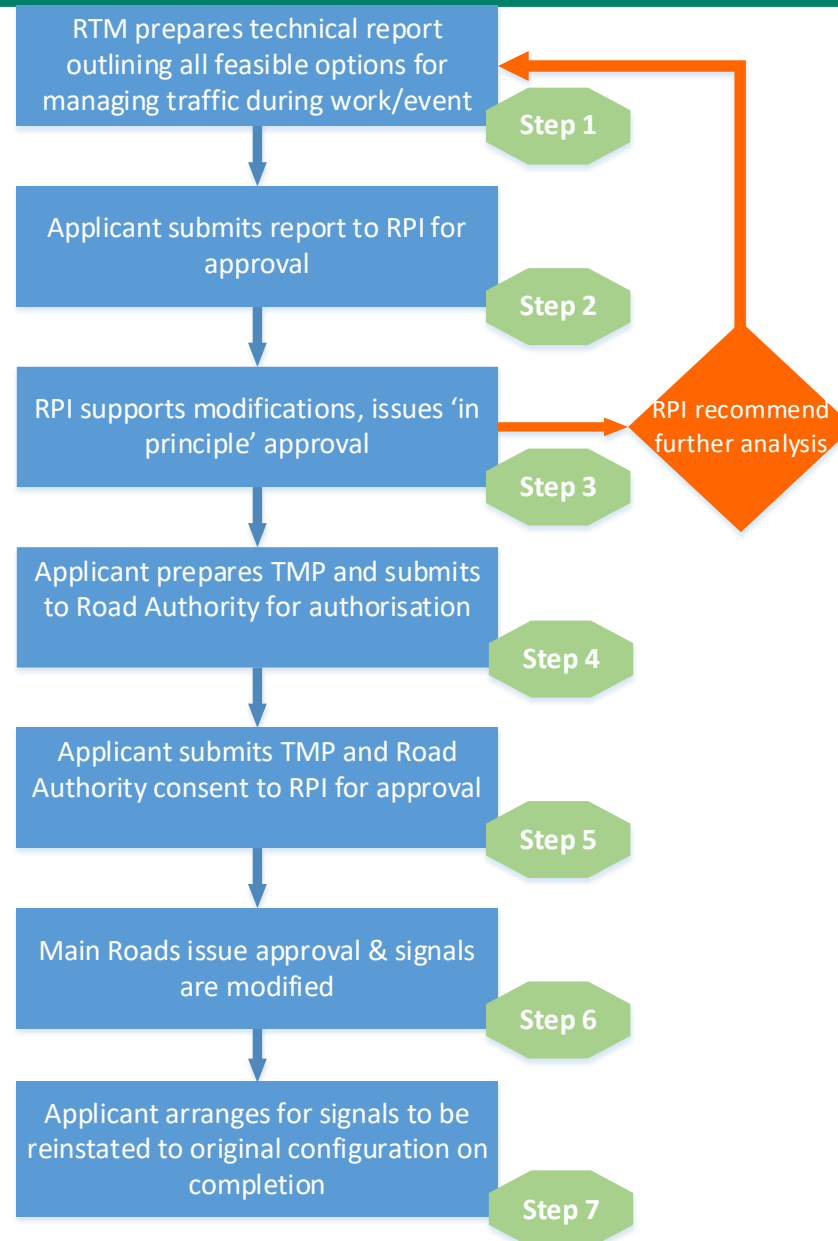 RTM prepares technical report
outlining all feasible options for
managing traffic during work/event
Step 1
Applicant submits report to RPI for
approval
Step 2
RPI supports modifications, issues ‘in
principle’ approval
Step 3
RPI recommend
further analysis
Applicant prepares TMP and submits
to Road Authority for authorisation
Step 4
Applicant submits TMP and Road
Authority consent to RPI for approval
Step 5
Main Roads issue approval & signals
are modified
Step 6
Applicant arranges for signals to be
reinstated to original configuration on
completion
Step 7